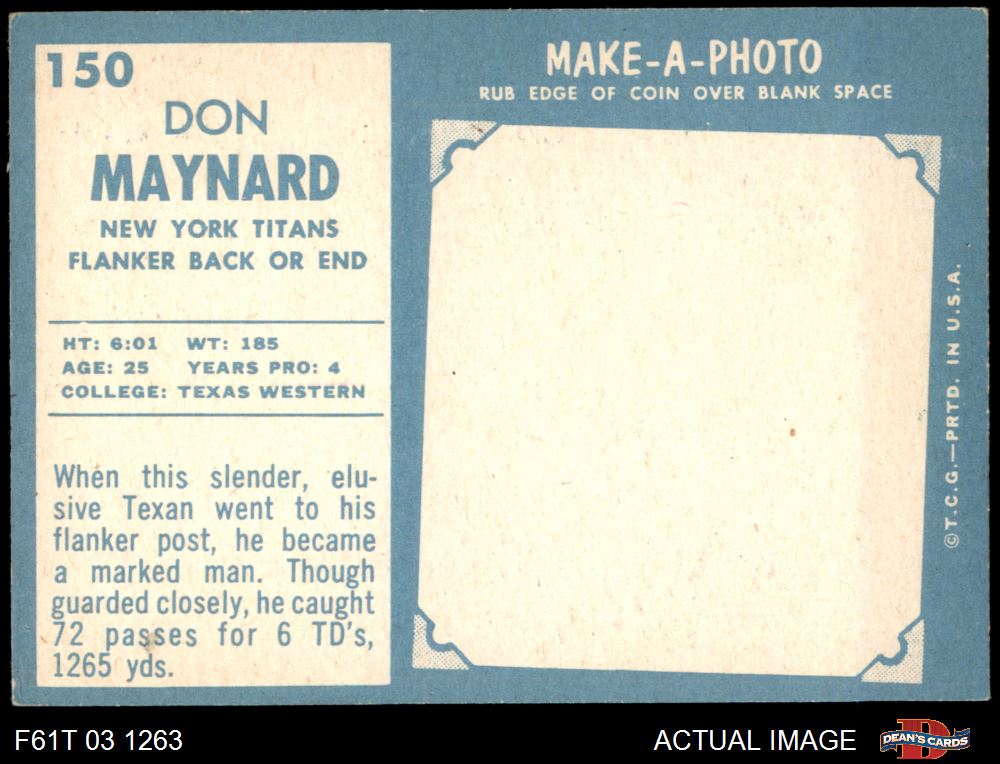 150
DON
MAYNARD
NEW YORK TITANS
FLANKER BACK OR END
HT: 6:01 WT: 185
AGE: 25 YEARS PRO: 4
COLLEGE: TEXAS WESTERN
When this slender, elu-
sive Texan went to his
flanker post, he became
a marked man. Though
guarded closely, he caught
72 passes for 6 TD's,
1265 yds.
MAKE-A-PHOTO
RUB EDGE OF COIN OVER BLANK SPACE
©T.C.G.—PRTD. IN U.S.A.
F61T 03 1263
ACTUAL IMAGE
D
DEAN'S CARDS